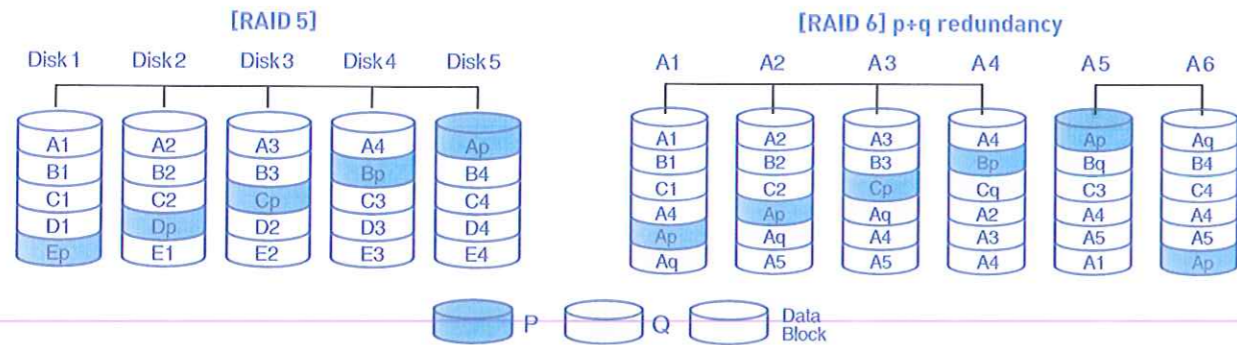 [RAID 5]
Disk 1 Disk 2 Disk 3 Disk 4 Disk 5
A1 A2 A3 A4 Ap
B1 B2 B3 Bp B4
C1 C2 Cp C3 C4
D1 Dp D2 D3 D4
Ep E1 E2 E3 E4
[RAID 6] p+q redundancy
A1 A2 A3 A4 A5 A6
A1 A2 A3 A4 Ap Aq
B1 B2 B3 Bp Bq B4
C1 C2 Cp Cq C3 C4
A4 Ap Aq A2 A4 A4
Ap Aq A4 A3 A5 A5
Aq A5 A5 A4 A1 Ap
P Q Data
Block